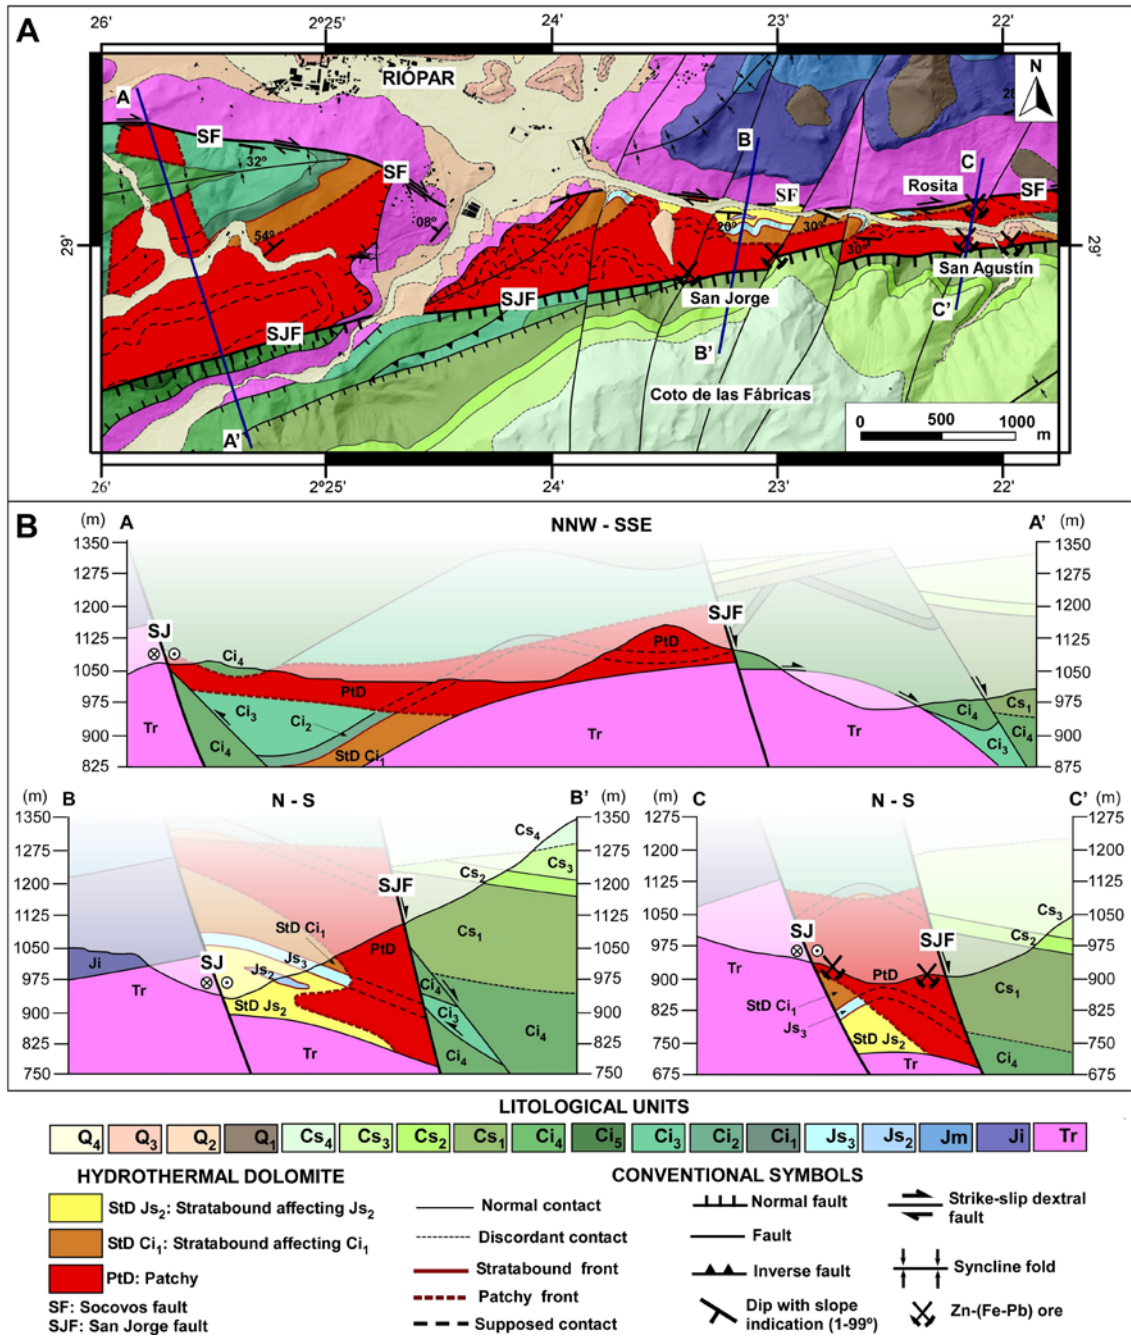 A
26' 2°25' 24' 23' 22'
RIÓPAR
N
A
SF
SF
32°
SF
08°
54°
SJF
A'
B
SF
C
Rosita
SF
20°
30°
30°
29'
29'
San Jorge
San Agustín
SJF
B'
C'
Coto de las Fábricas
0 500 1000
m
26' 2°25' 24' 23' 22'
B
(m) A NNW - SSE A' (m)
1350 1350
1275 1275
1200 1200
1125 1125
1050 1050
975 975
900 900
825 875
SJ
Ci4
PtD
PtD
SJF
Tr
Ci4
Ci3
Ci2
StD Ci1
Tr
Tr
Ci4
Ci3
Cs1
Ci4
(m) B N - S B' (m)
1350 1350
1275 1275
1200 1200
1125 1125
1050 1050
975 975
900 900
825 825
750 750
Cs4
Cs3
Cs2
SJF
StD Ci1
PtD
Cs1
Js3
Js2
SJ
Ji
Tr
StD Js2
Tr
Ci4
Ci3
Ci4
Ci4
(m) C N - S C' (m)
1275 1275
1200 1200
1125 1125
1050 1050
975 975
900 900
825 825
750 750
675 675
SJ
SJF
Cs3
Cs2
Tr
PtD
Cs1
StD Ci1
Js3
StD Js2
Tr
Ci4
LITOLOGICAL UNITS
Q4 Q3 Q2 Q1 Cs4 Cs3 Cs2 Cs1 Ci4 Ci5 Ci3 Ci2 Ci1 Js3 Js2 Jm Ji Tr
HYDROTHERMAL DOLOMITE
StD Js2: Stratabound affecting Js2
StD Ci1: Stratabound affecting Ci1
PtD: Patchy
SF: Socovos fault
SJF: San Jorge fault
CONVENTIONAL SYMBOLS
Normal contact
Discordant contact
Stratabound front
Patchy front
Supposed contact
Normal fault
Fault
Inverse fault
Dip with slope
indication (1-99°)
Strike-slip dextral
fault
Syncline fold
Zn-(Fe-Pb) ore